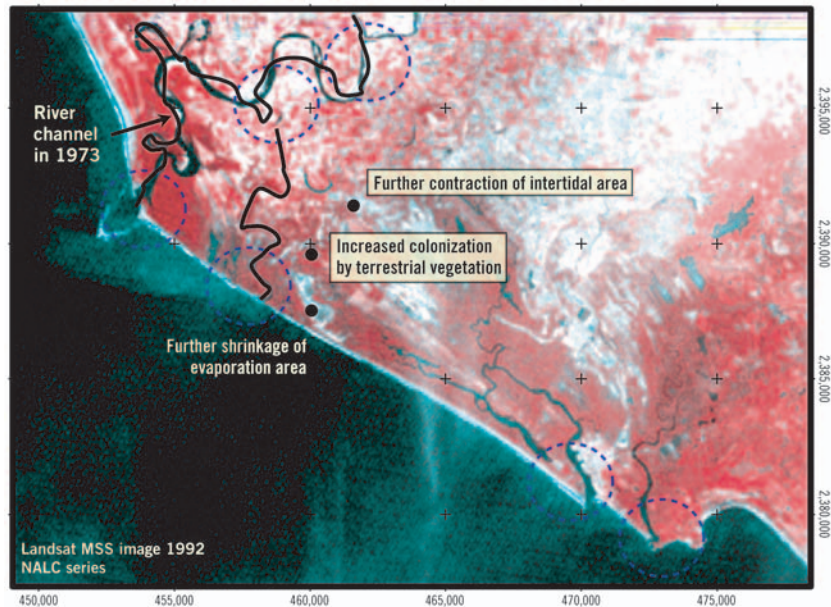 River
channel
in 1973
Further contraction of intertidal area
Increased colonization
by terrestrial vegetation
Further shrinkage of
evaporation area
Landsat MSS image 1992
NALC series
2,395,000
2,390,000
2,385,000
2,380,000
450,000 455,000 460,000 465,000 470,000 475,000